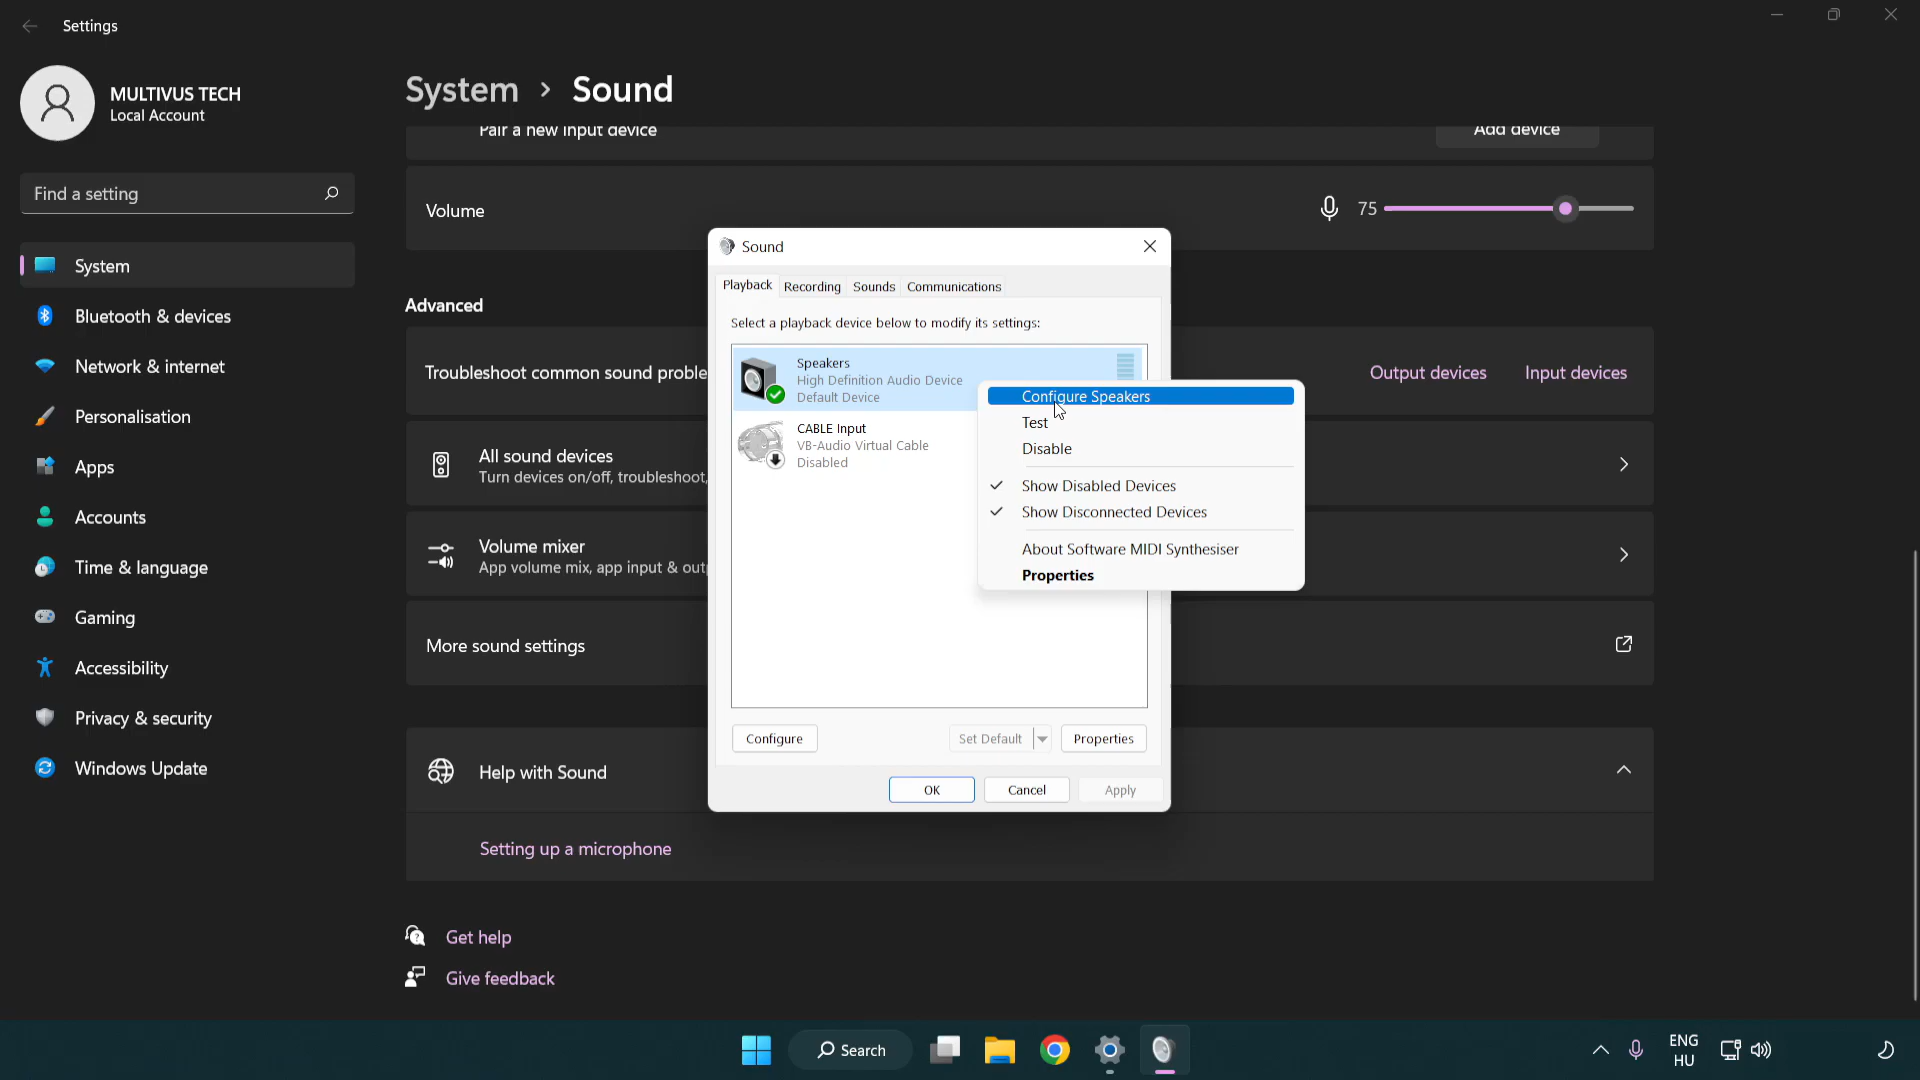 Settings
MULTIVUS TECH
Local Account
Find a setting
System
Bluetooth & devices
Network & internet
Personalisation
Apps
Accounts
Time & language
Gaming
Accessibility
Privacy & security
Windows Update
System > Sound
Pair a new input device
Add device
Volume
75
Advanced
Troubleshoot common sound proble
Output devices
Input devices
All sound devices
Turn devices on/off, troubleshoot,
Volume mixer
App volume mix, app input & out
More sound settings
Help with Sound
Setting up a microphone
Get help
Give feedback
Sound
Playback
Recording
Sounds
Communications
Select a playback device below to modify its settings:
Speakers
High Definition Audio Device
Default Device
CABLE Input
VB-Audio Virtual Cable
Disabled
Configure Speakers
Test
Disable
Show Disabled Devices
Show Disconnected Devices
About Software MIDI Synthesiser
Properties
Configure
Set Default
Properties
OK
Cancel
Apply
Search
ENG
HU